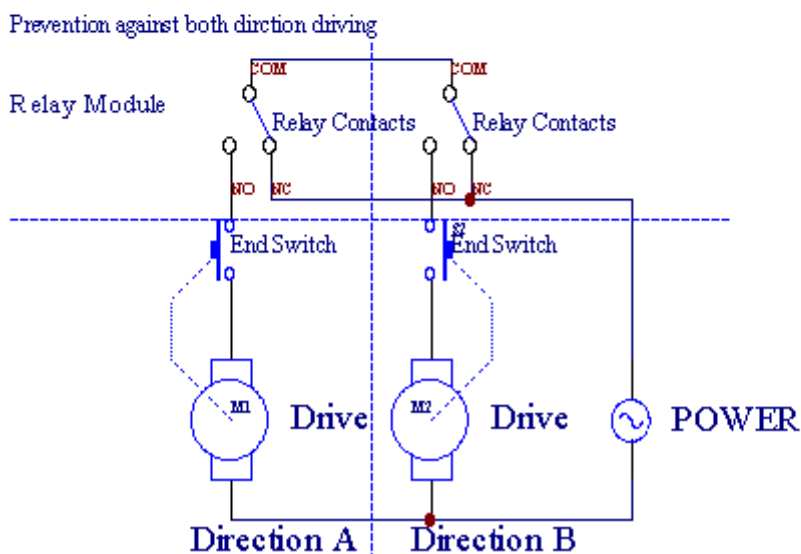 Prevention against both dirction driving
COM
COM
Relay Module
Relay Contacts
Relay Contacts
NO
NC
NO
NC
End Switch
End Switch
M1
Drive
M2
Drive
POWER
Direction A
Direction B